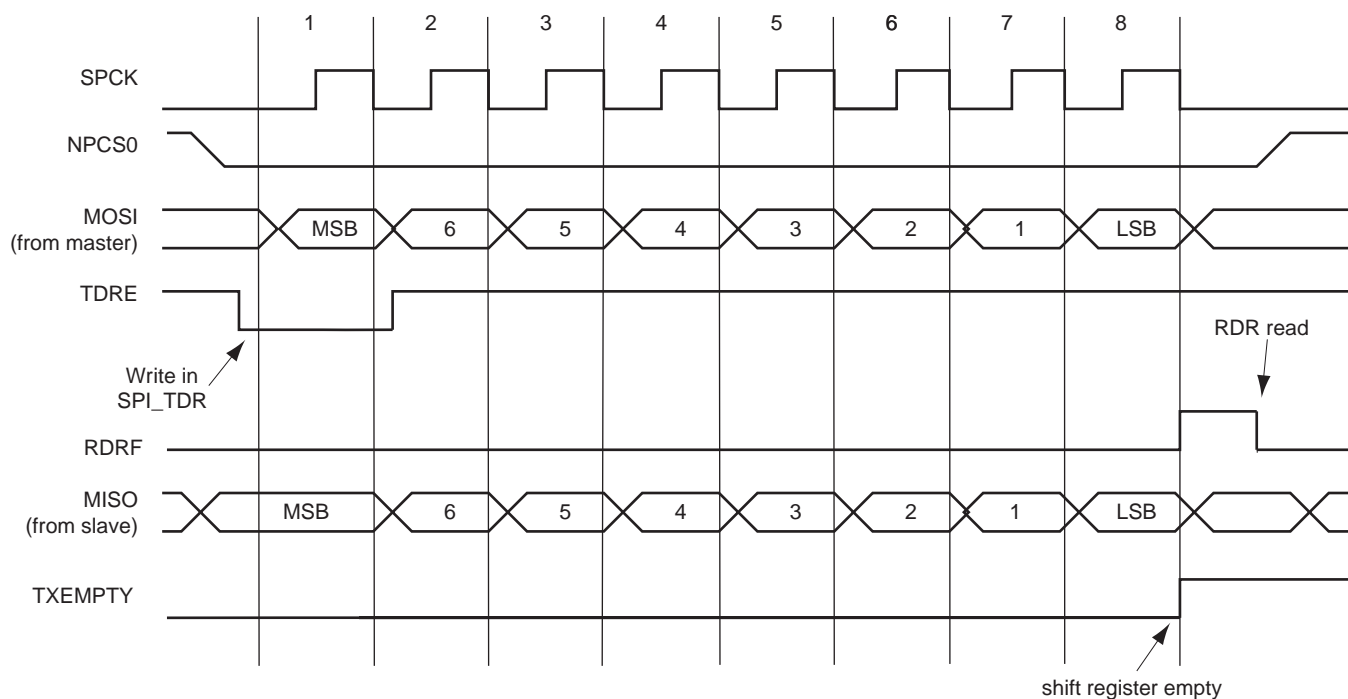 1 2 3 4 5 6 7 8
SPCK
NPCS0
MOSI
(from master)
MSB 6 5 4 3 2 1 LSB
TDRE
RDR read
Write in
SPI_TDR
RDRF
MISO
(from slave)
MSB 6 5 4 3 2 1 LSB
TXEMPTY
shift register empty